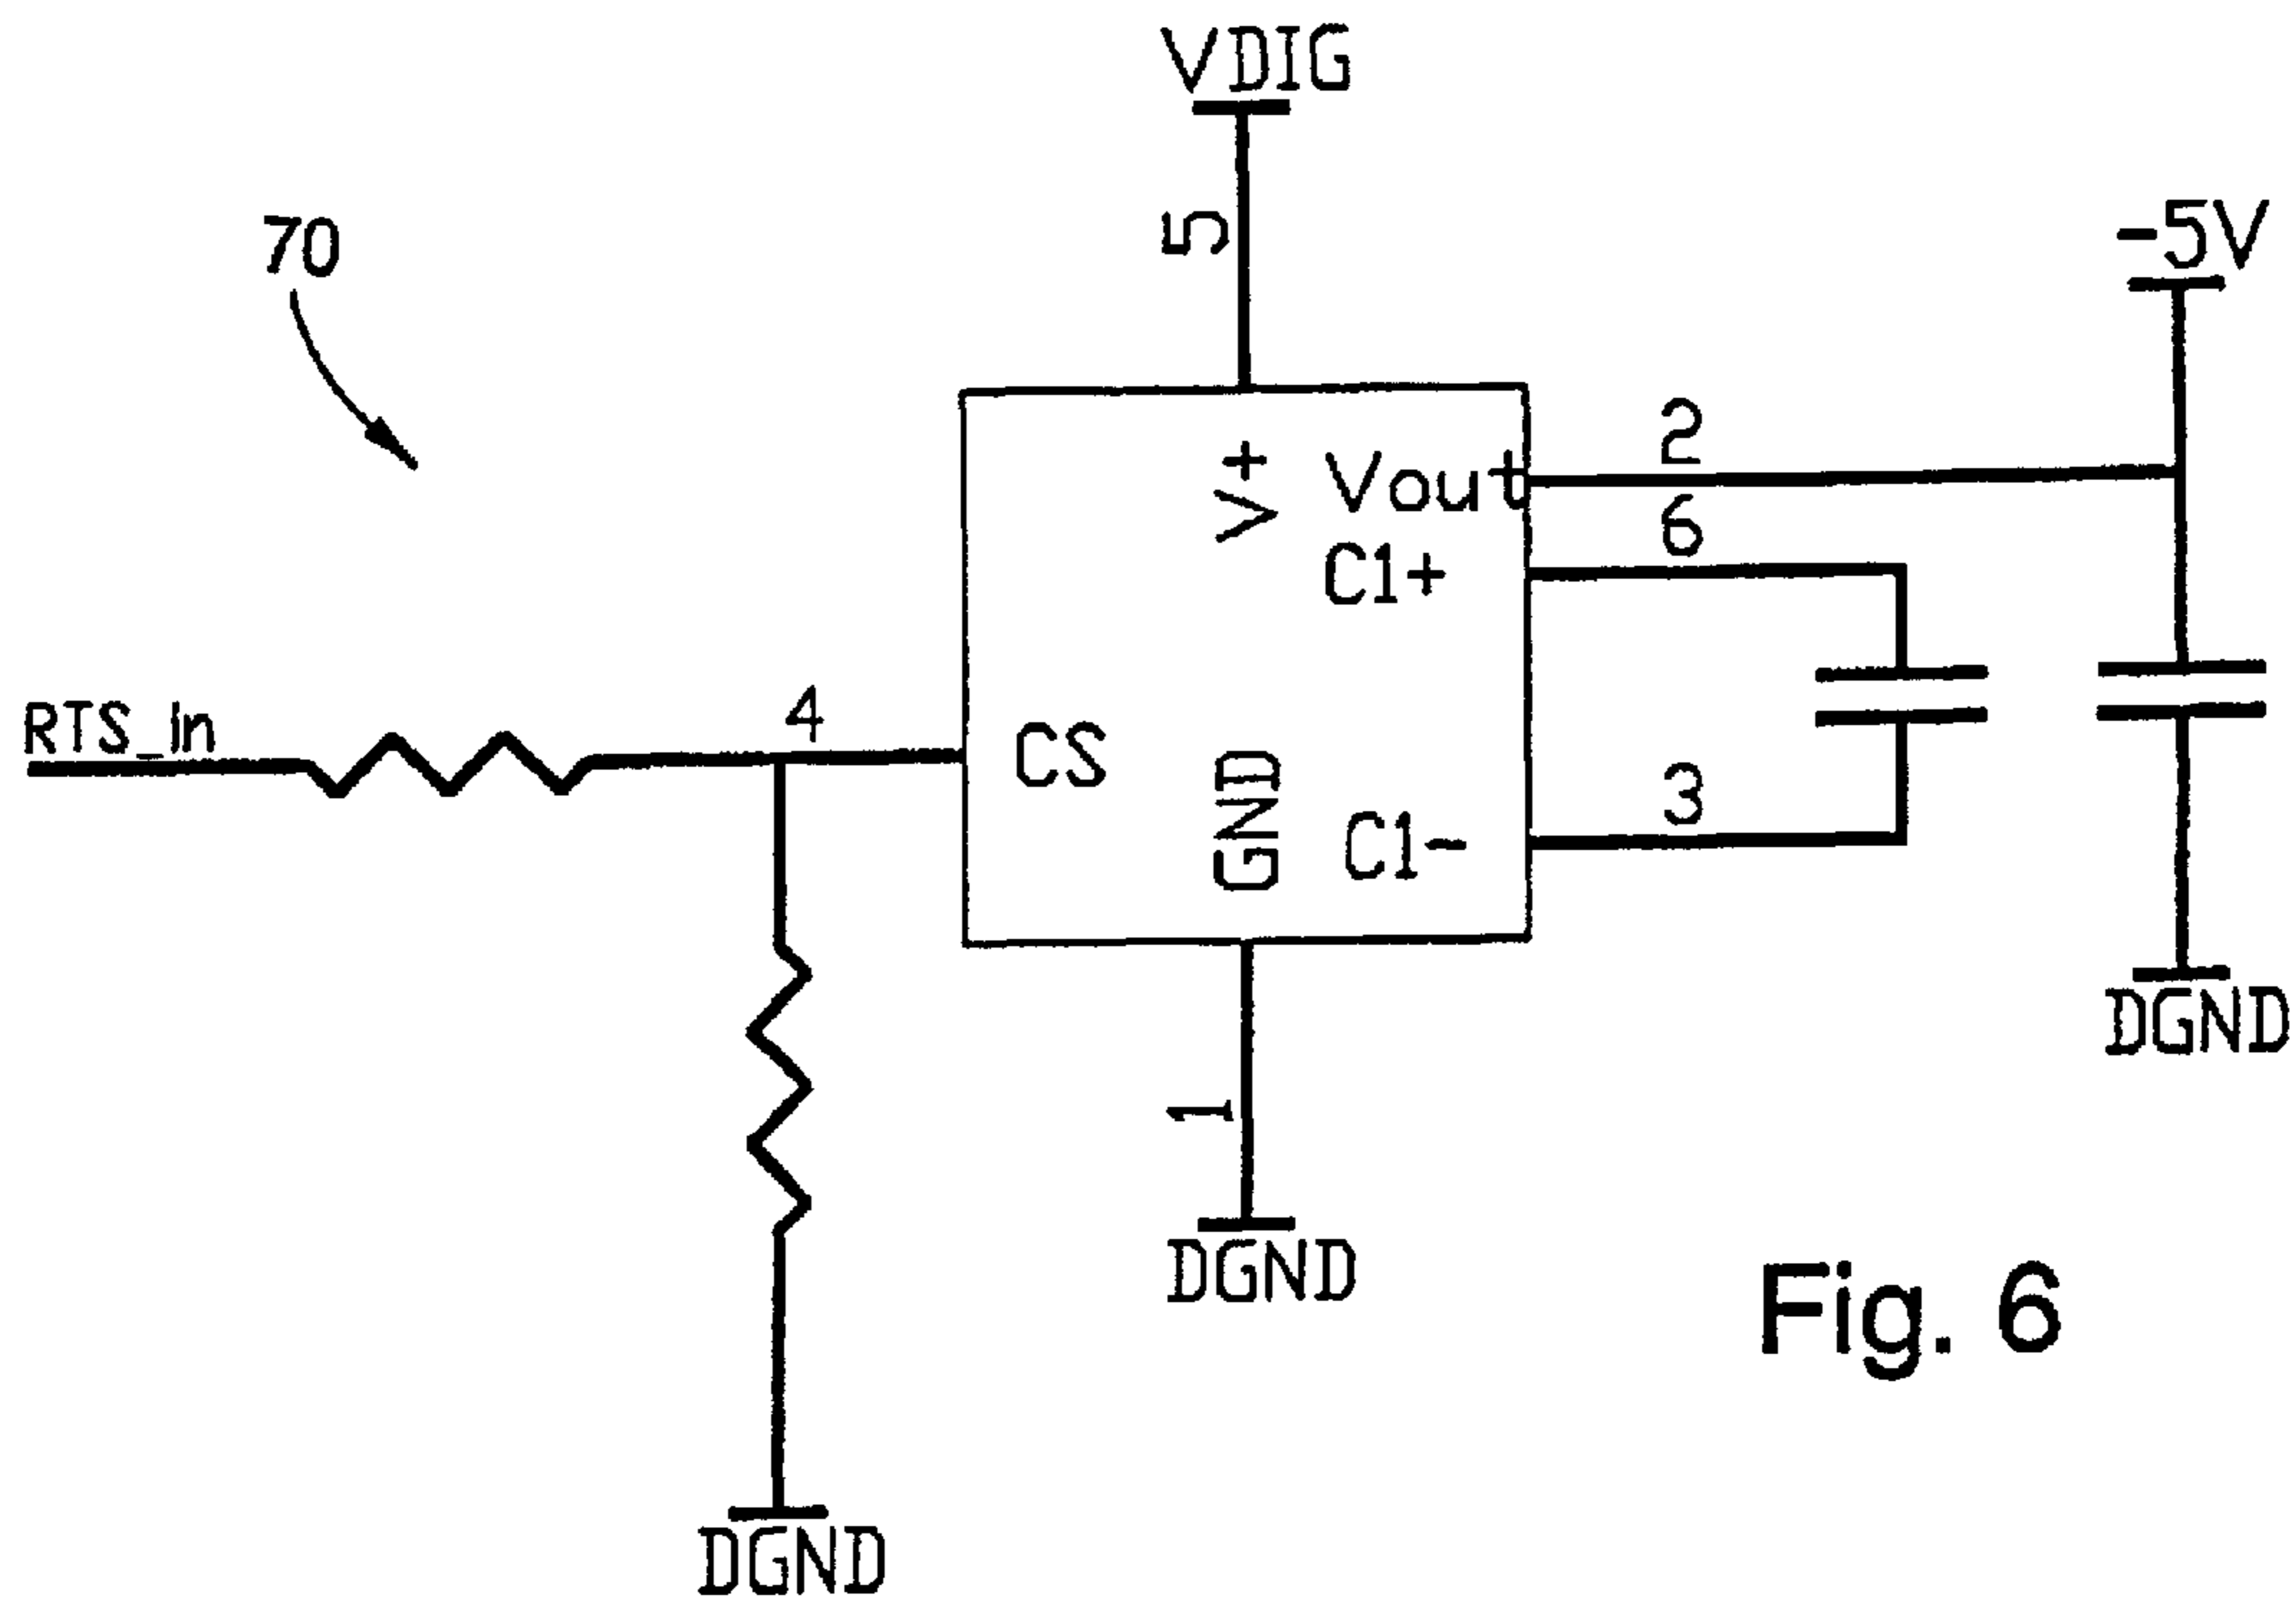 VDIG
5
70
-5V
V+
Vout
2
C1+
6
RTS_in
4
CS
GND
C1-
3
1
DGND
DGND
DGND
Fig. 6